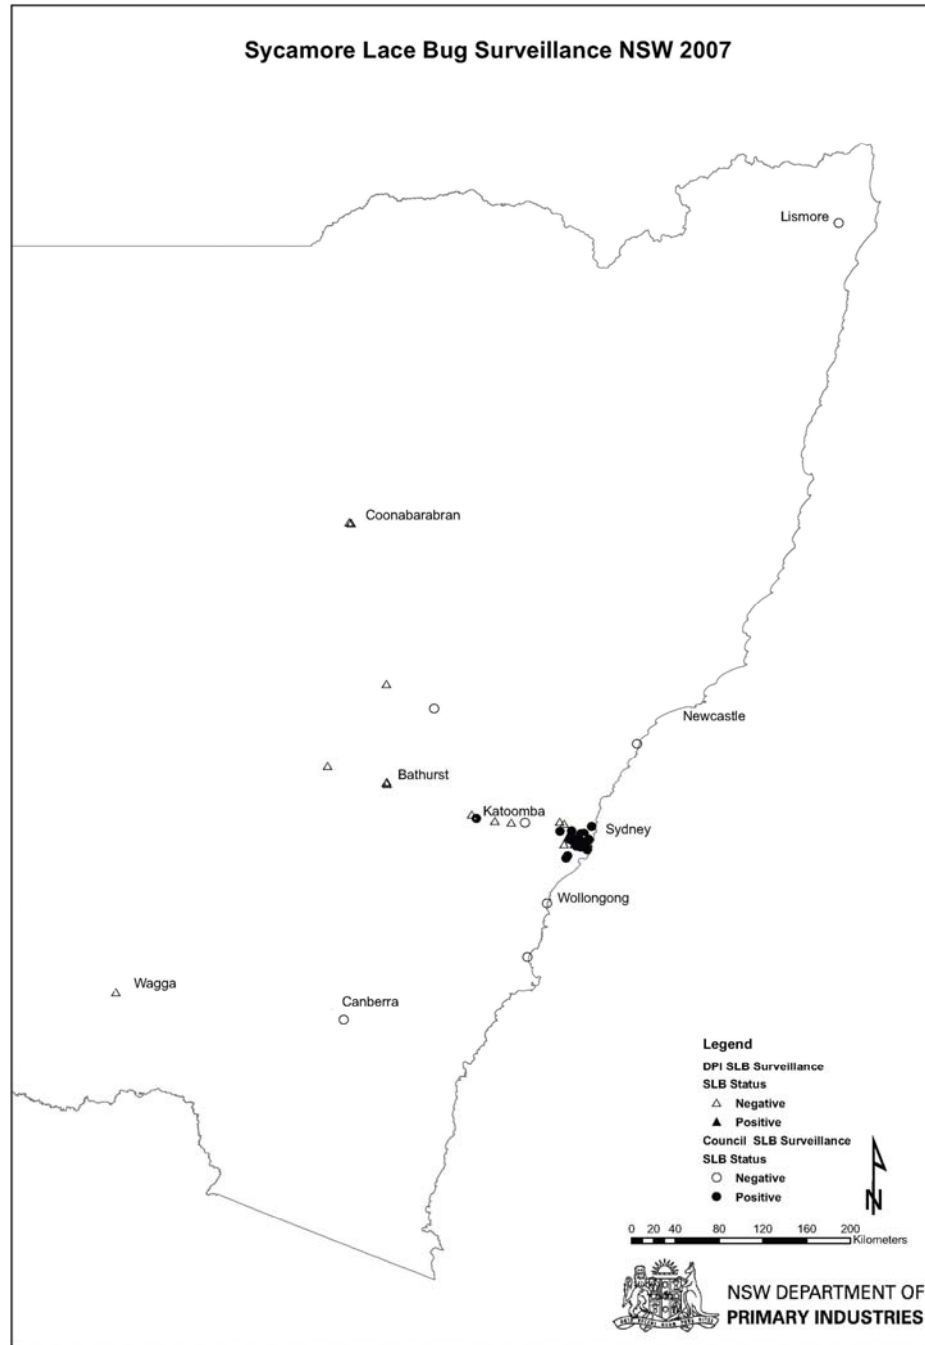 Sycamore Lace Bug Surveillance NSW 2007
Lismore
Coonabarabran
Newcastle
Bathurst
Katoomba
Sydney
Wollongong
Wagga
Canberra
Legend
DPI SLB Surveillance
SLB Status
Negative
Positive
Council SLB Surveillance
SLB Status
Negative
Positive
N
0 20 40 80 120 160 200
Kilometers
NSW DEPARTMENT OF
PRIMARY INDUSTRIES